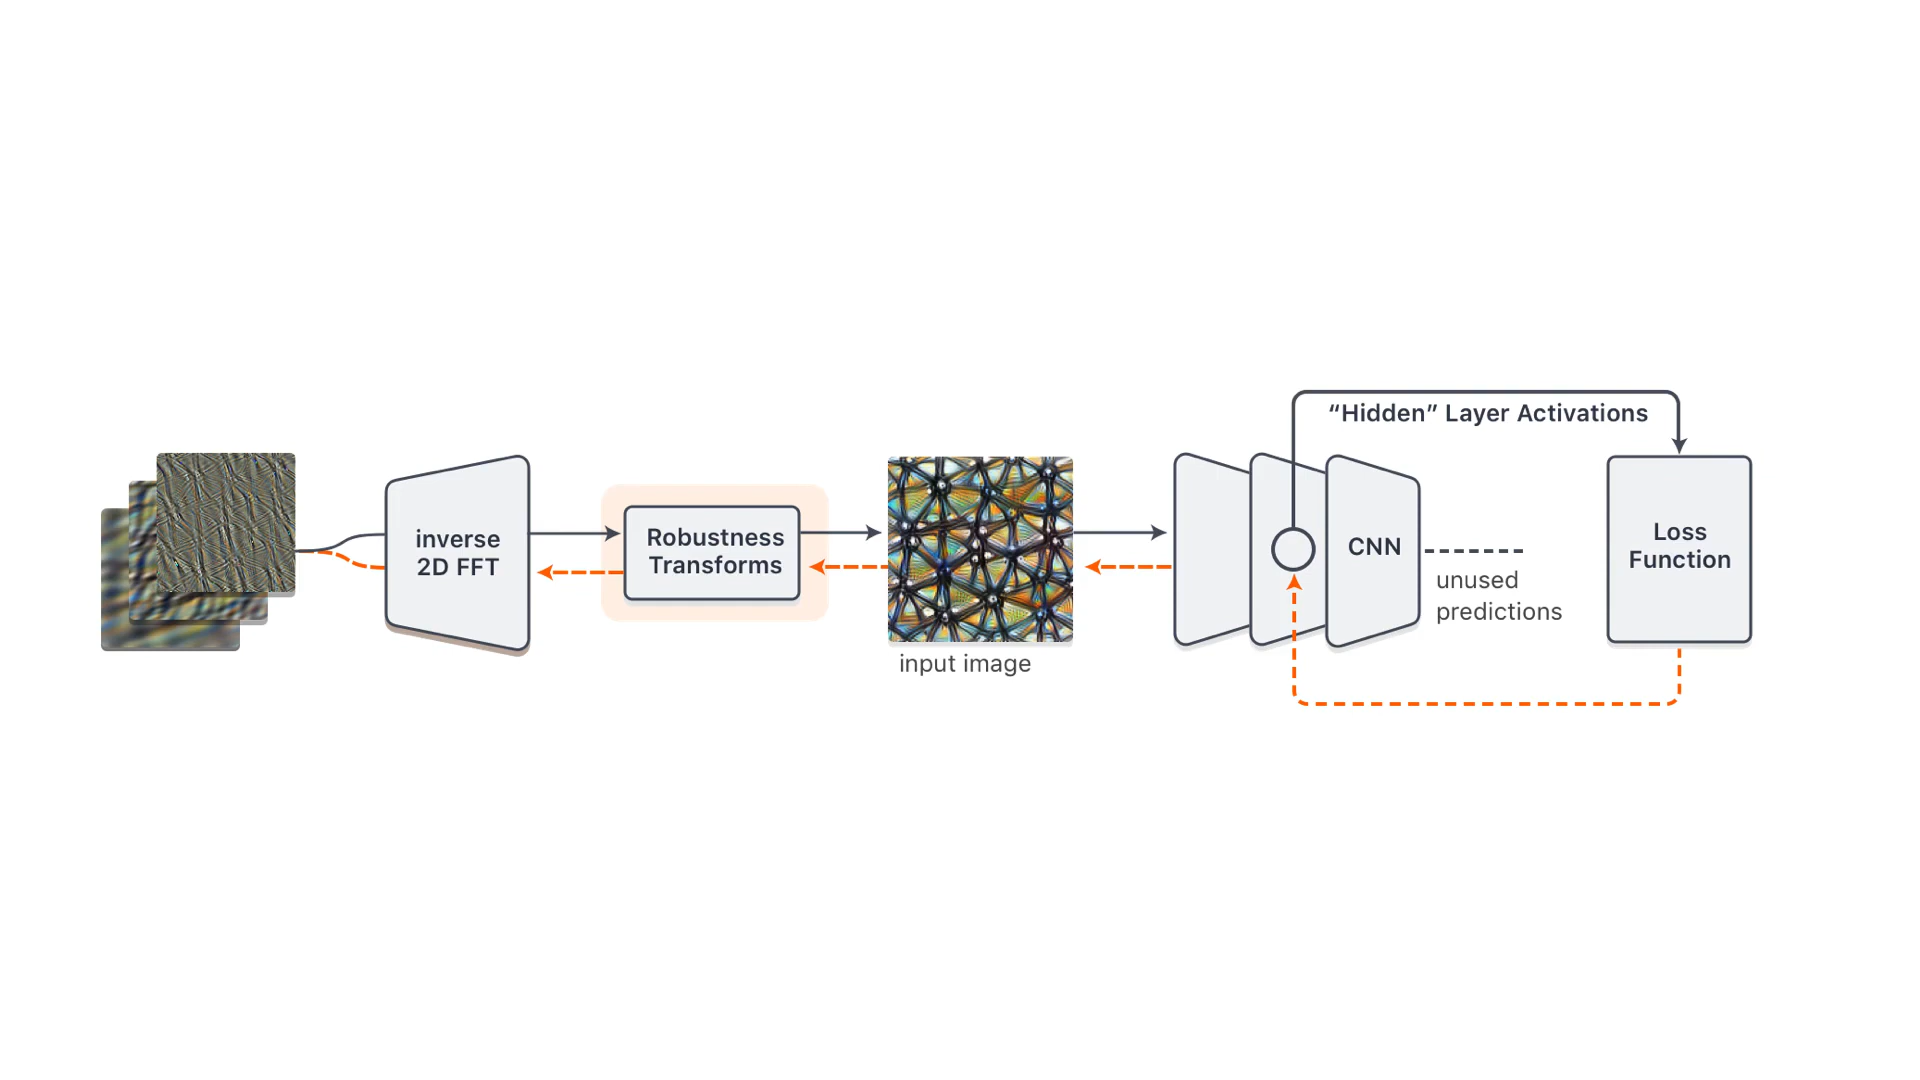 “Hidden” Layer Activations
inverse
2D FFT
Robustness
Transforms
input image
CNN
unused
predictions
Loss
Function